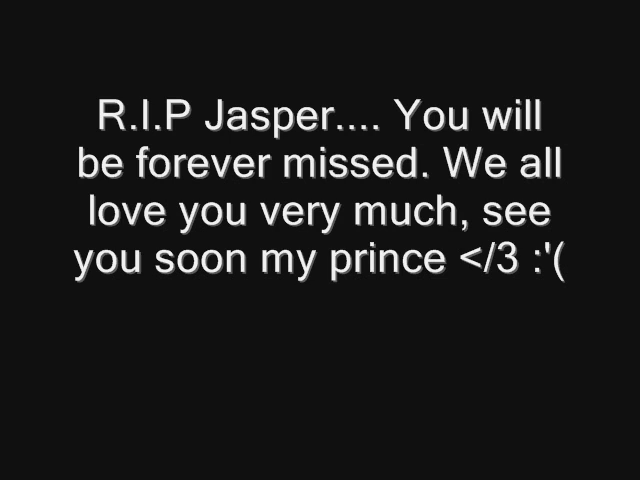 R.I.P Jasper.... You will
be forever missed. We all
love you very much, see
you soon my prince </3 :'(